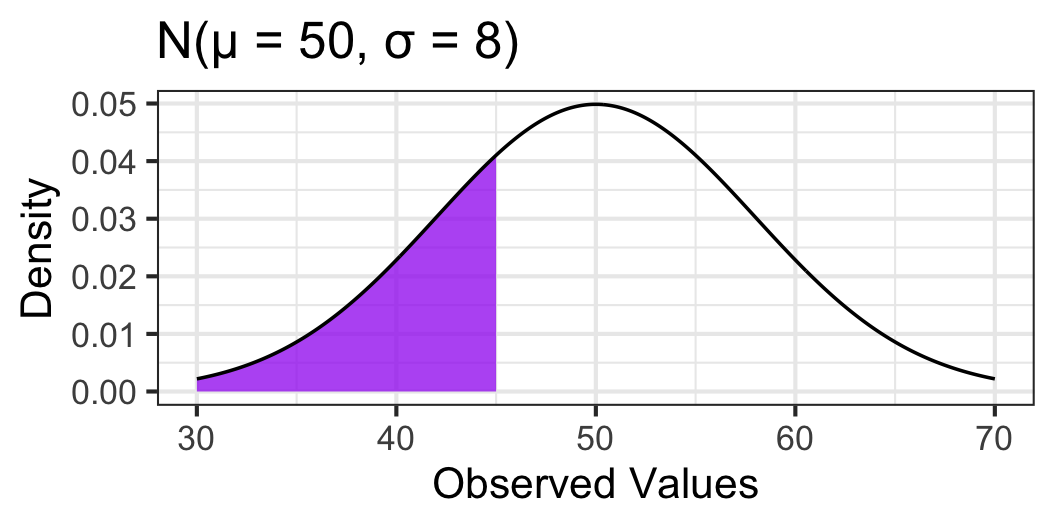 N(μ = 50, σ = 8)
Density
0.05
0.04
0.03
0.02
0.01
0.00
30 40 50 60 70
Observed Values